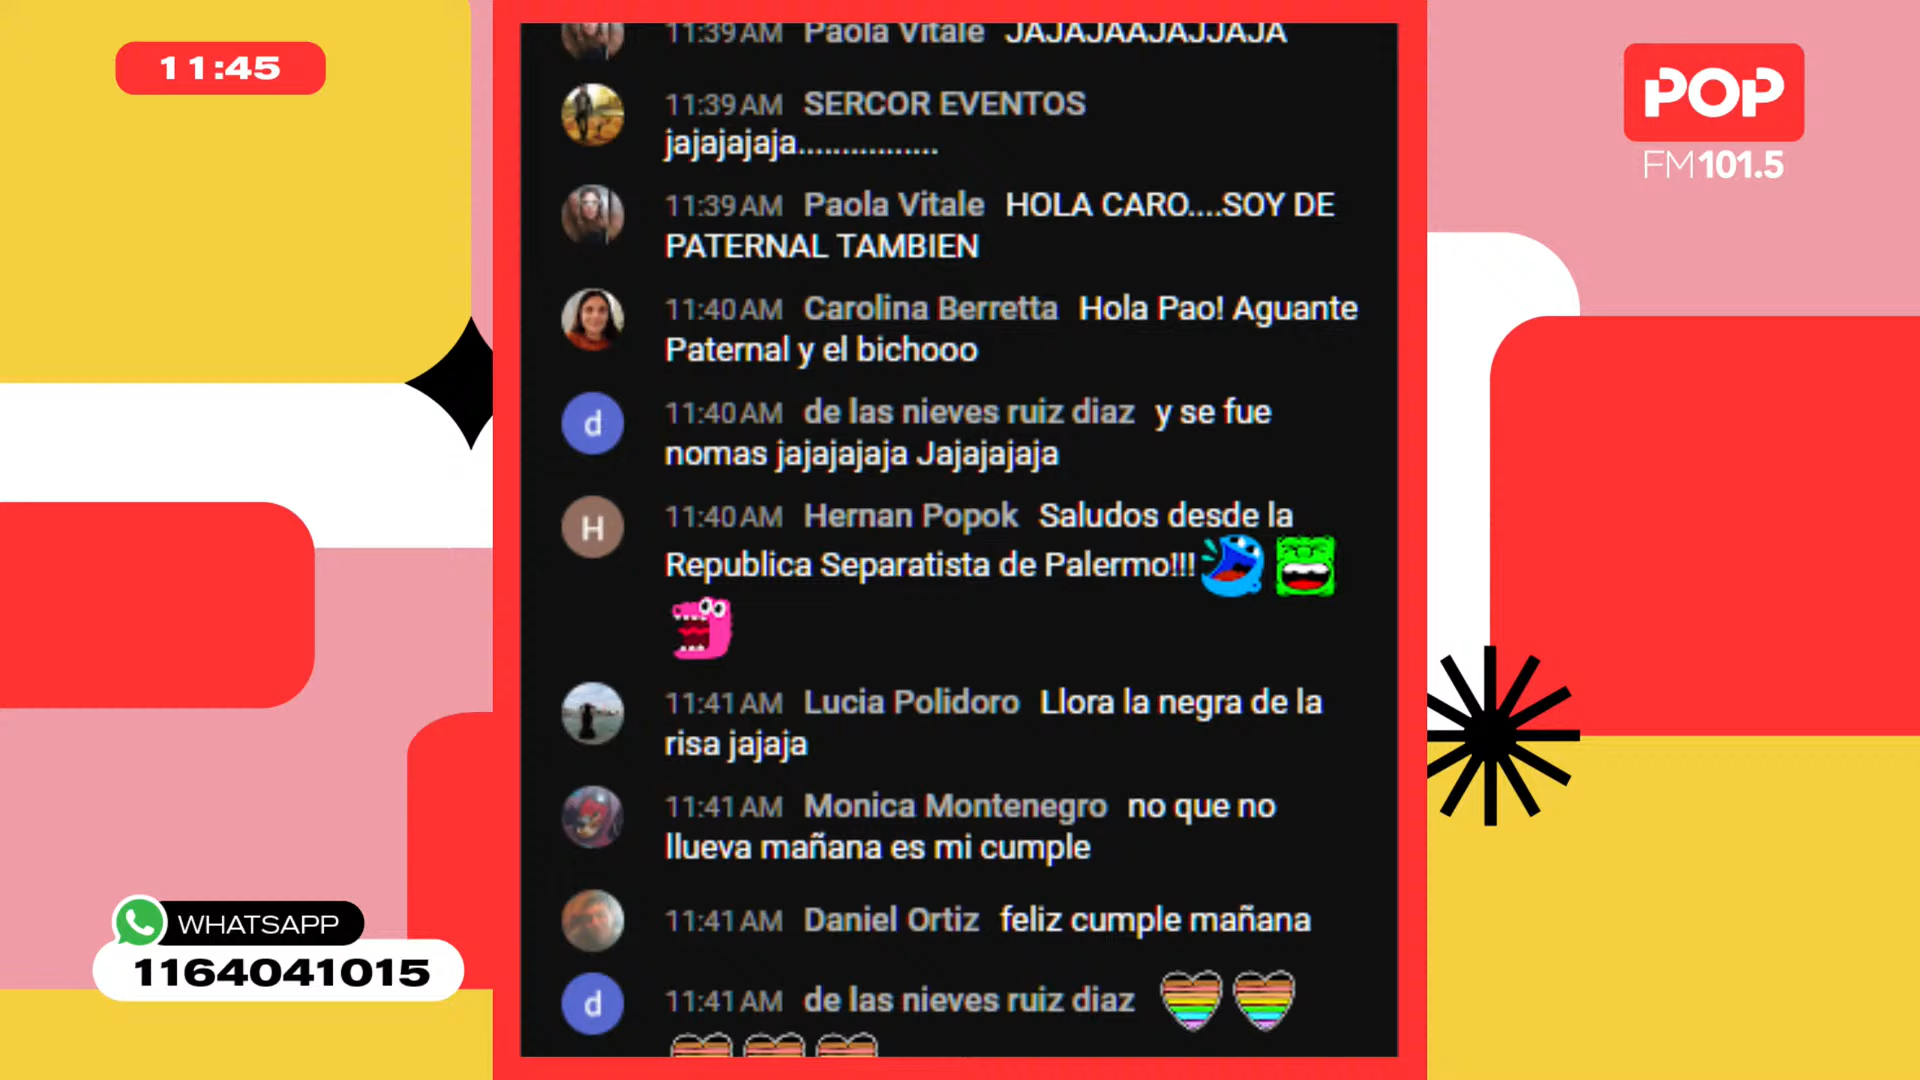 11:45
POP
FM101.5
11:39 AM Paola Vitale JAJAJAAJAJJAJA
11:39 AM SERCOR EVENTOS
jajajajaja................
11:39 AM Paola Vitale HOLA CARO....SOY DE
PATERNAL TAMBIEN
11:40 AM Carolina Berretta Hola Pao! Aguante
Paternal y el bichooo
d
11:40 AM de las nieves ruiz diaz y se fue
nomas jajajajaja Jajajajaja
H
11:40 AM Hernan Popok Saludos desde la
Republica Separatista de Palermo!!!
11:41 AM Lucia Polidoro Llora la negra de la
risa jajaja
11:41 AM Monica Montenegro no que no
llueva mañana es mi cumple
11:41 AM Daniel Ortiz feliz cumple mañana
d
11:41 AM de las nieves ruiz diaz
WHATSAPP
1164041015